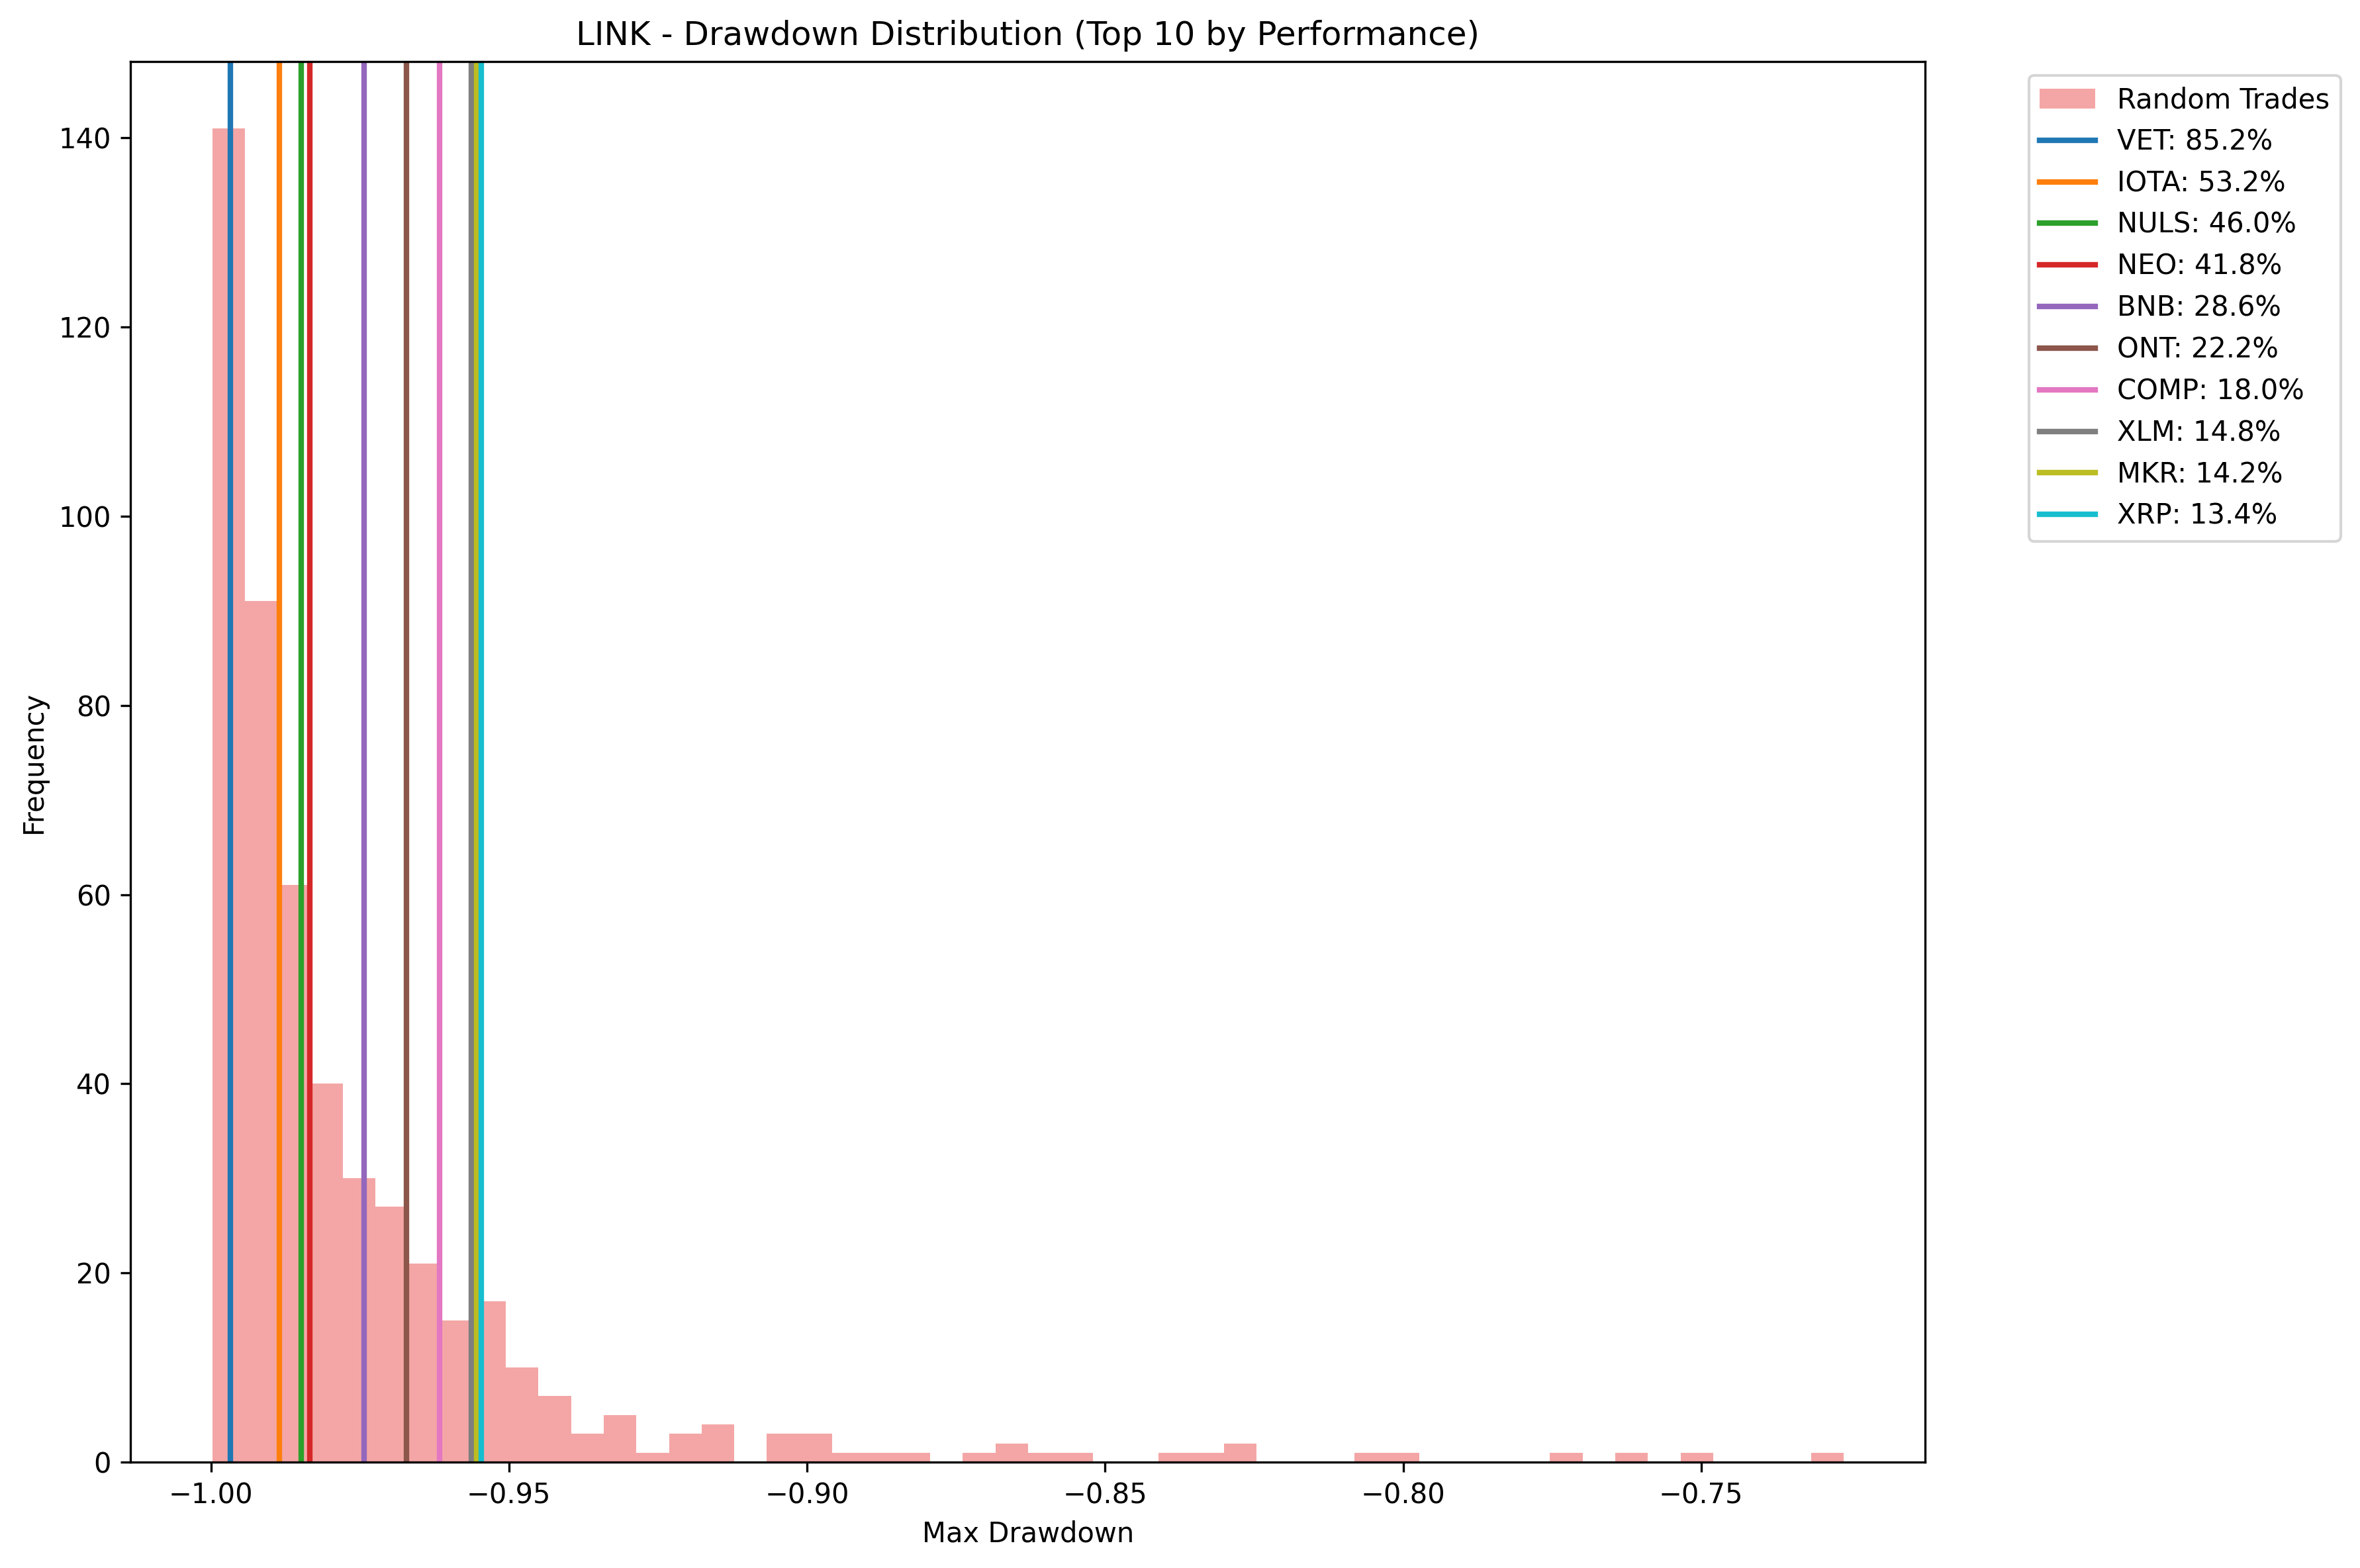 LINK - Drawdown Distribution (Top 10 by Performance)
Random Trades
VET: 85.2%
IOTA: 53.2%
NULS: 46.0%
NEO: 41.8%
BNB: 28.6%
ONT: 22.2%
COMP: 18.0%
XLM: 14.8%
MKR: 14.2%
XRP: 13.4%
Frequency
140
120
100
80
60
40
20
0
−1.00
−0.95
−0.90
−0.85
−0.80
−0.75
Max Drawdown